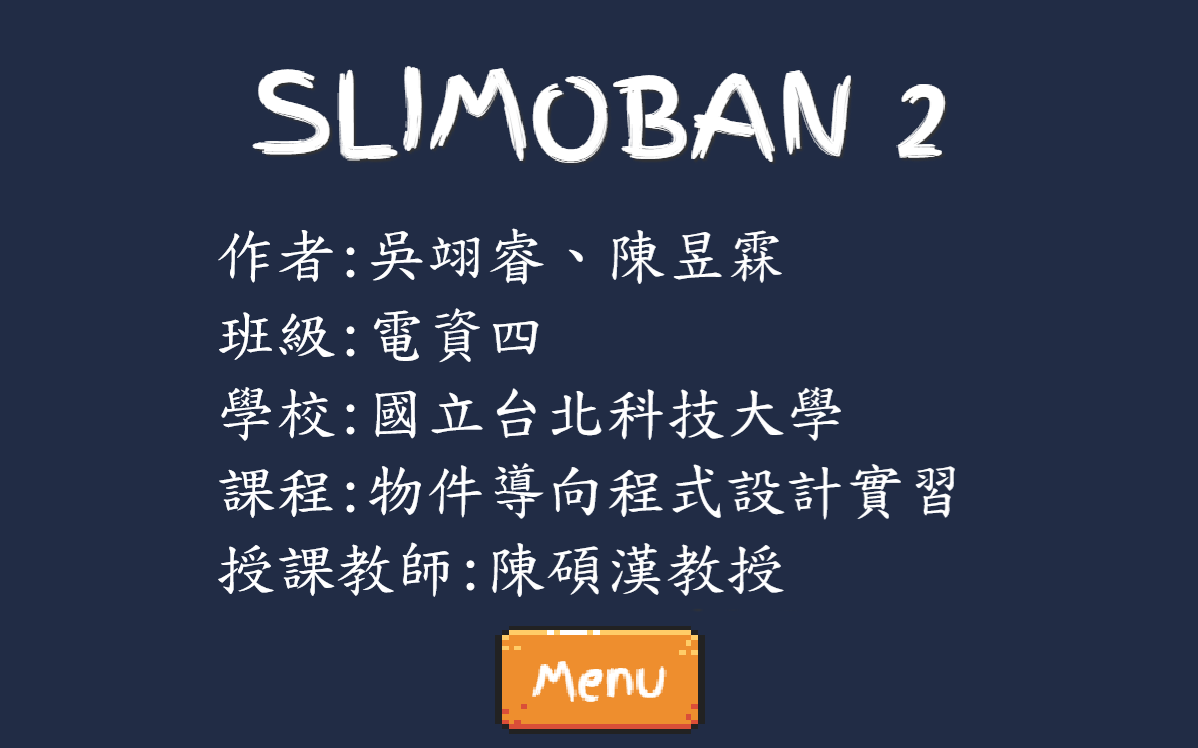 SLIMOBAN 2
作者:吳翊睿、陳昱霖
班級:電資四
學校:國立台北科技大學
課程:物件導向程式設計實習
授課教師:陳碩漢教授
Menu